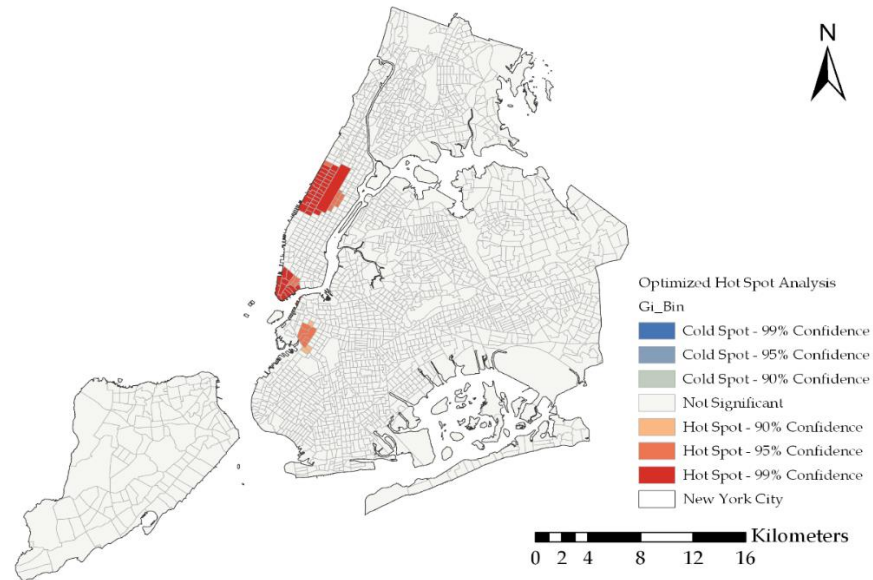 N
Optimized Hot Spot Analysis
Gi_Bin
Cold Spot - 99% Confidence
Cold Spot - 95% Confidence
Cold Spot - 90% Confidence
Not Significant
Hot Spot - 90% Confidence
Hot Spot - 95% Confidence
Hot Spot - 99% Confidence
New York City
Kilometers
0 2 4 8 12 16